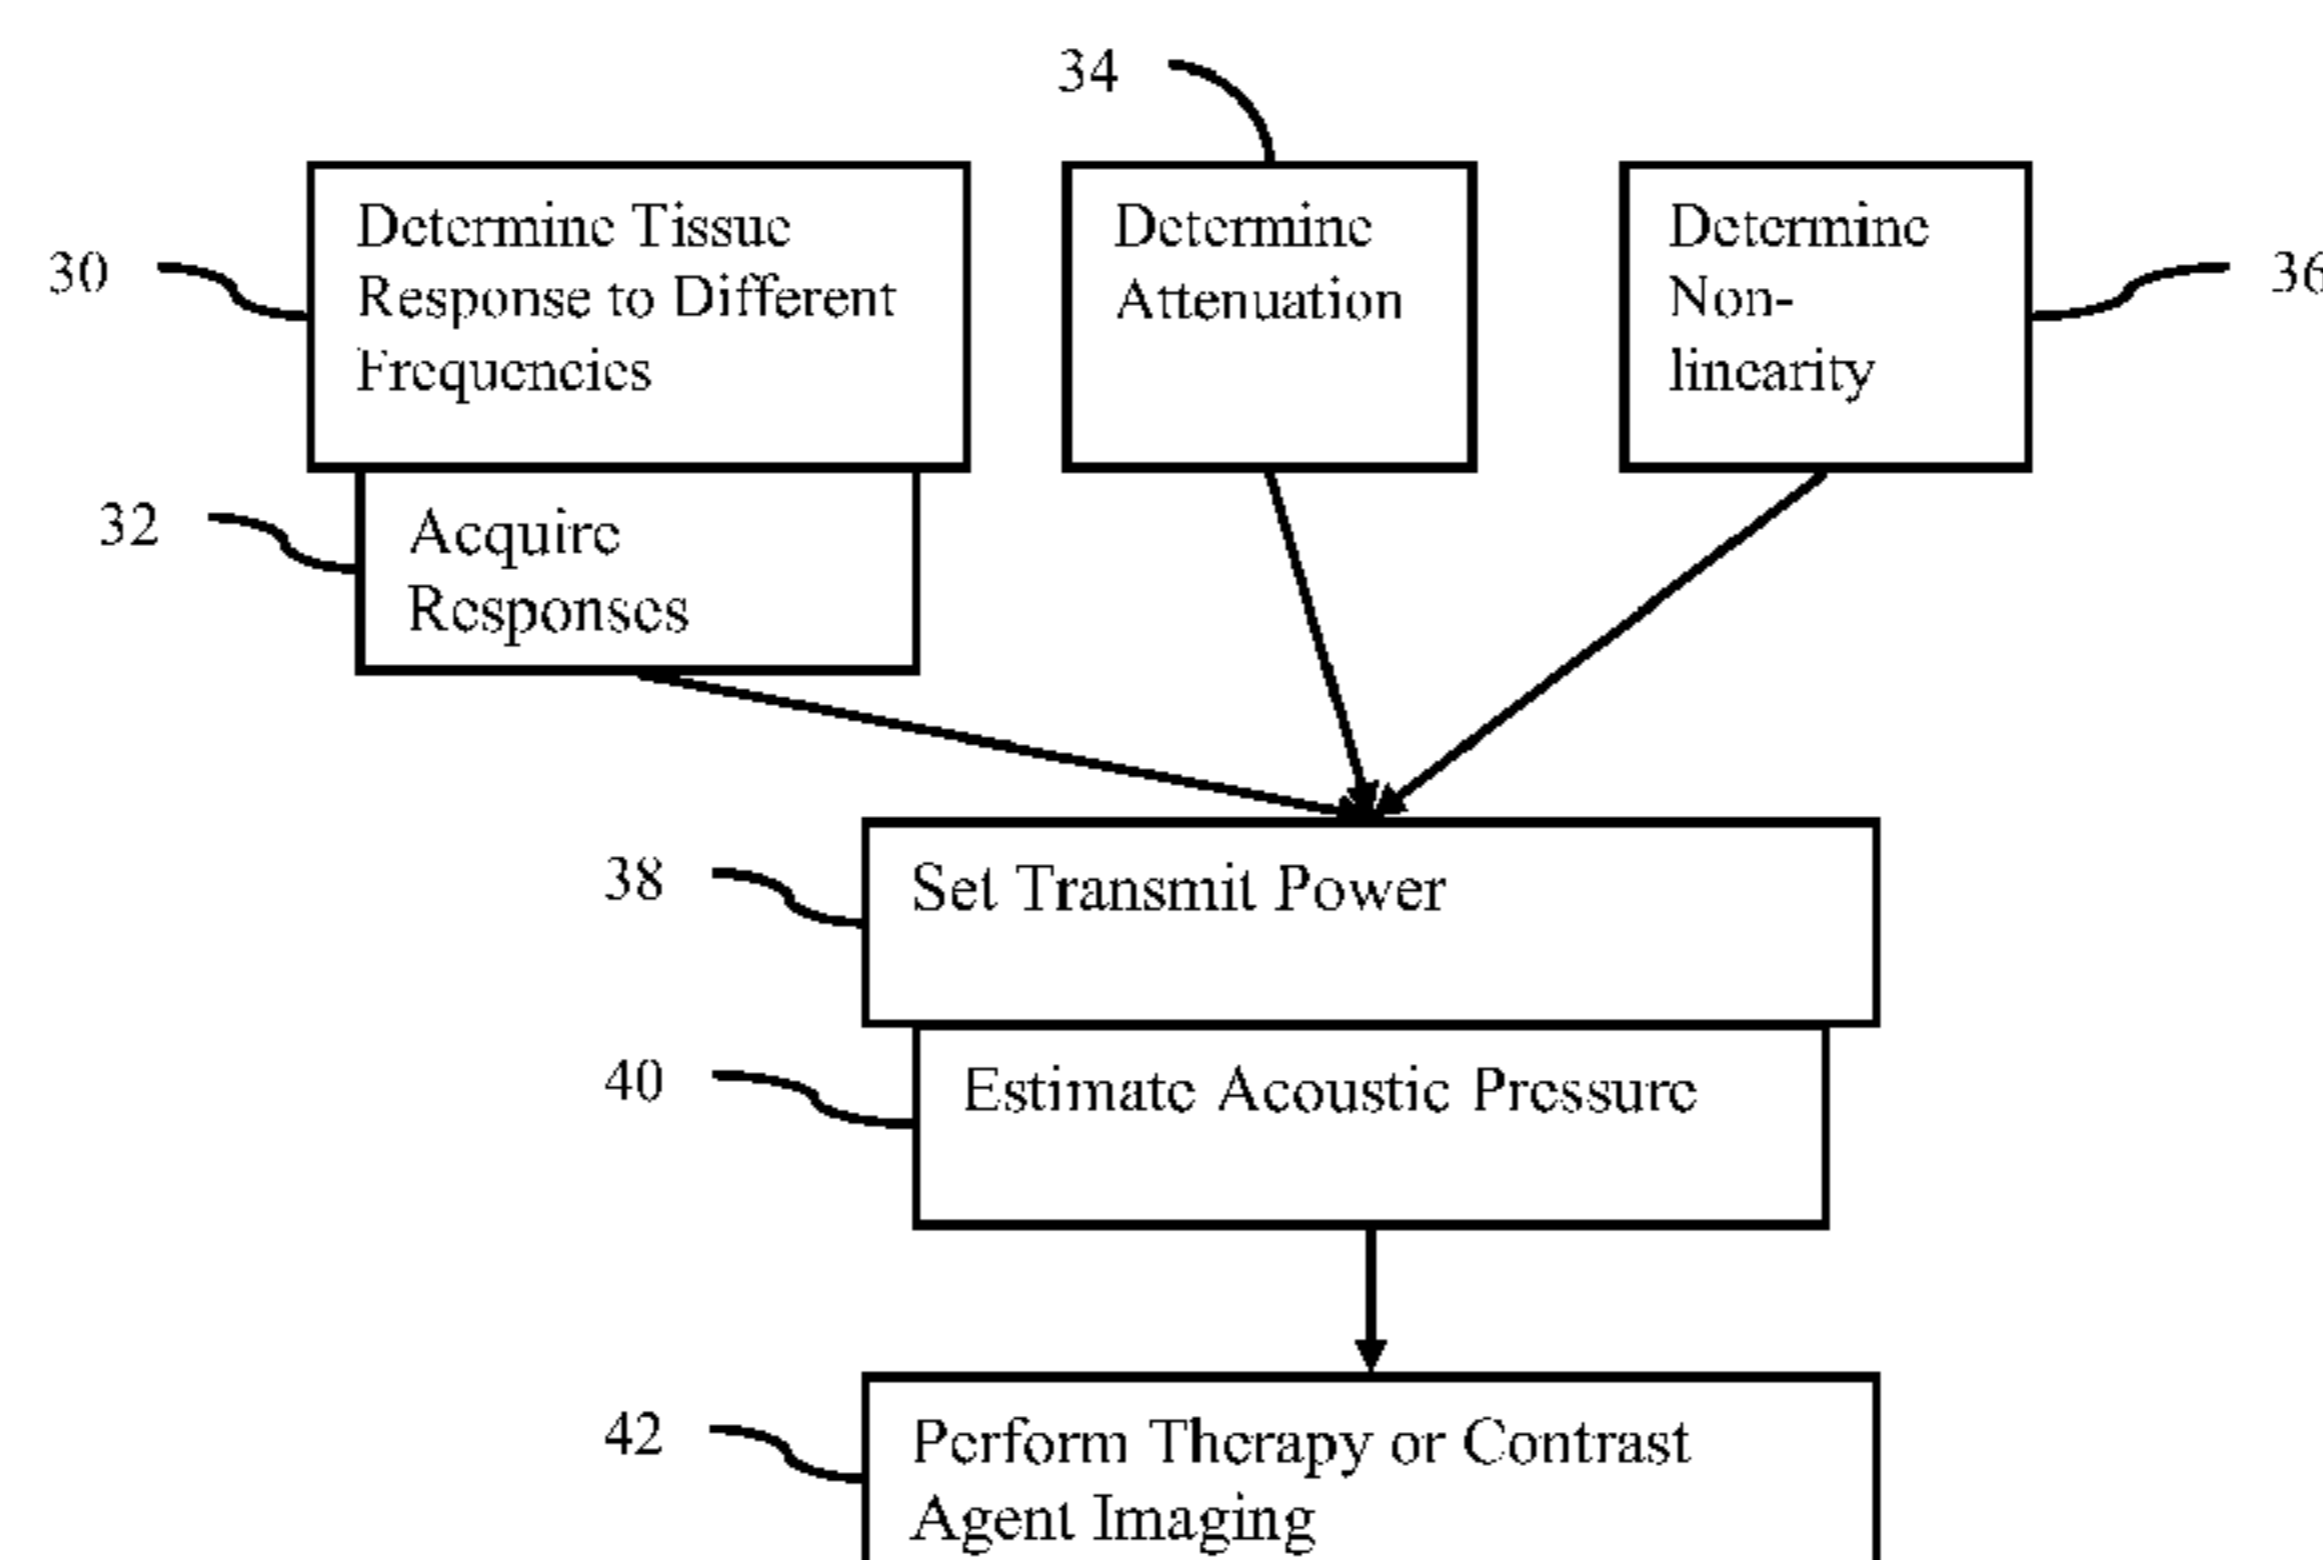 34
Determine Tissue
Response to Different
Frequencies
Determine
Attenuation
Determine
Non-
linearity
30
36
32
Acquire
Responses
38
Set Transmit Power
40
Estimate Acoustic Pressure
42
Perform Therapy or Contrast
Agent Imaging